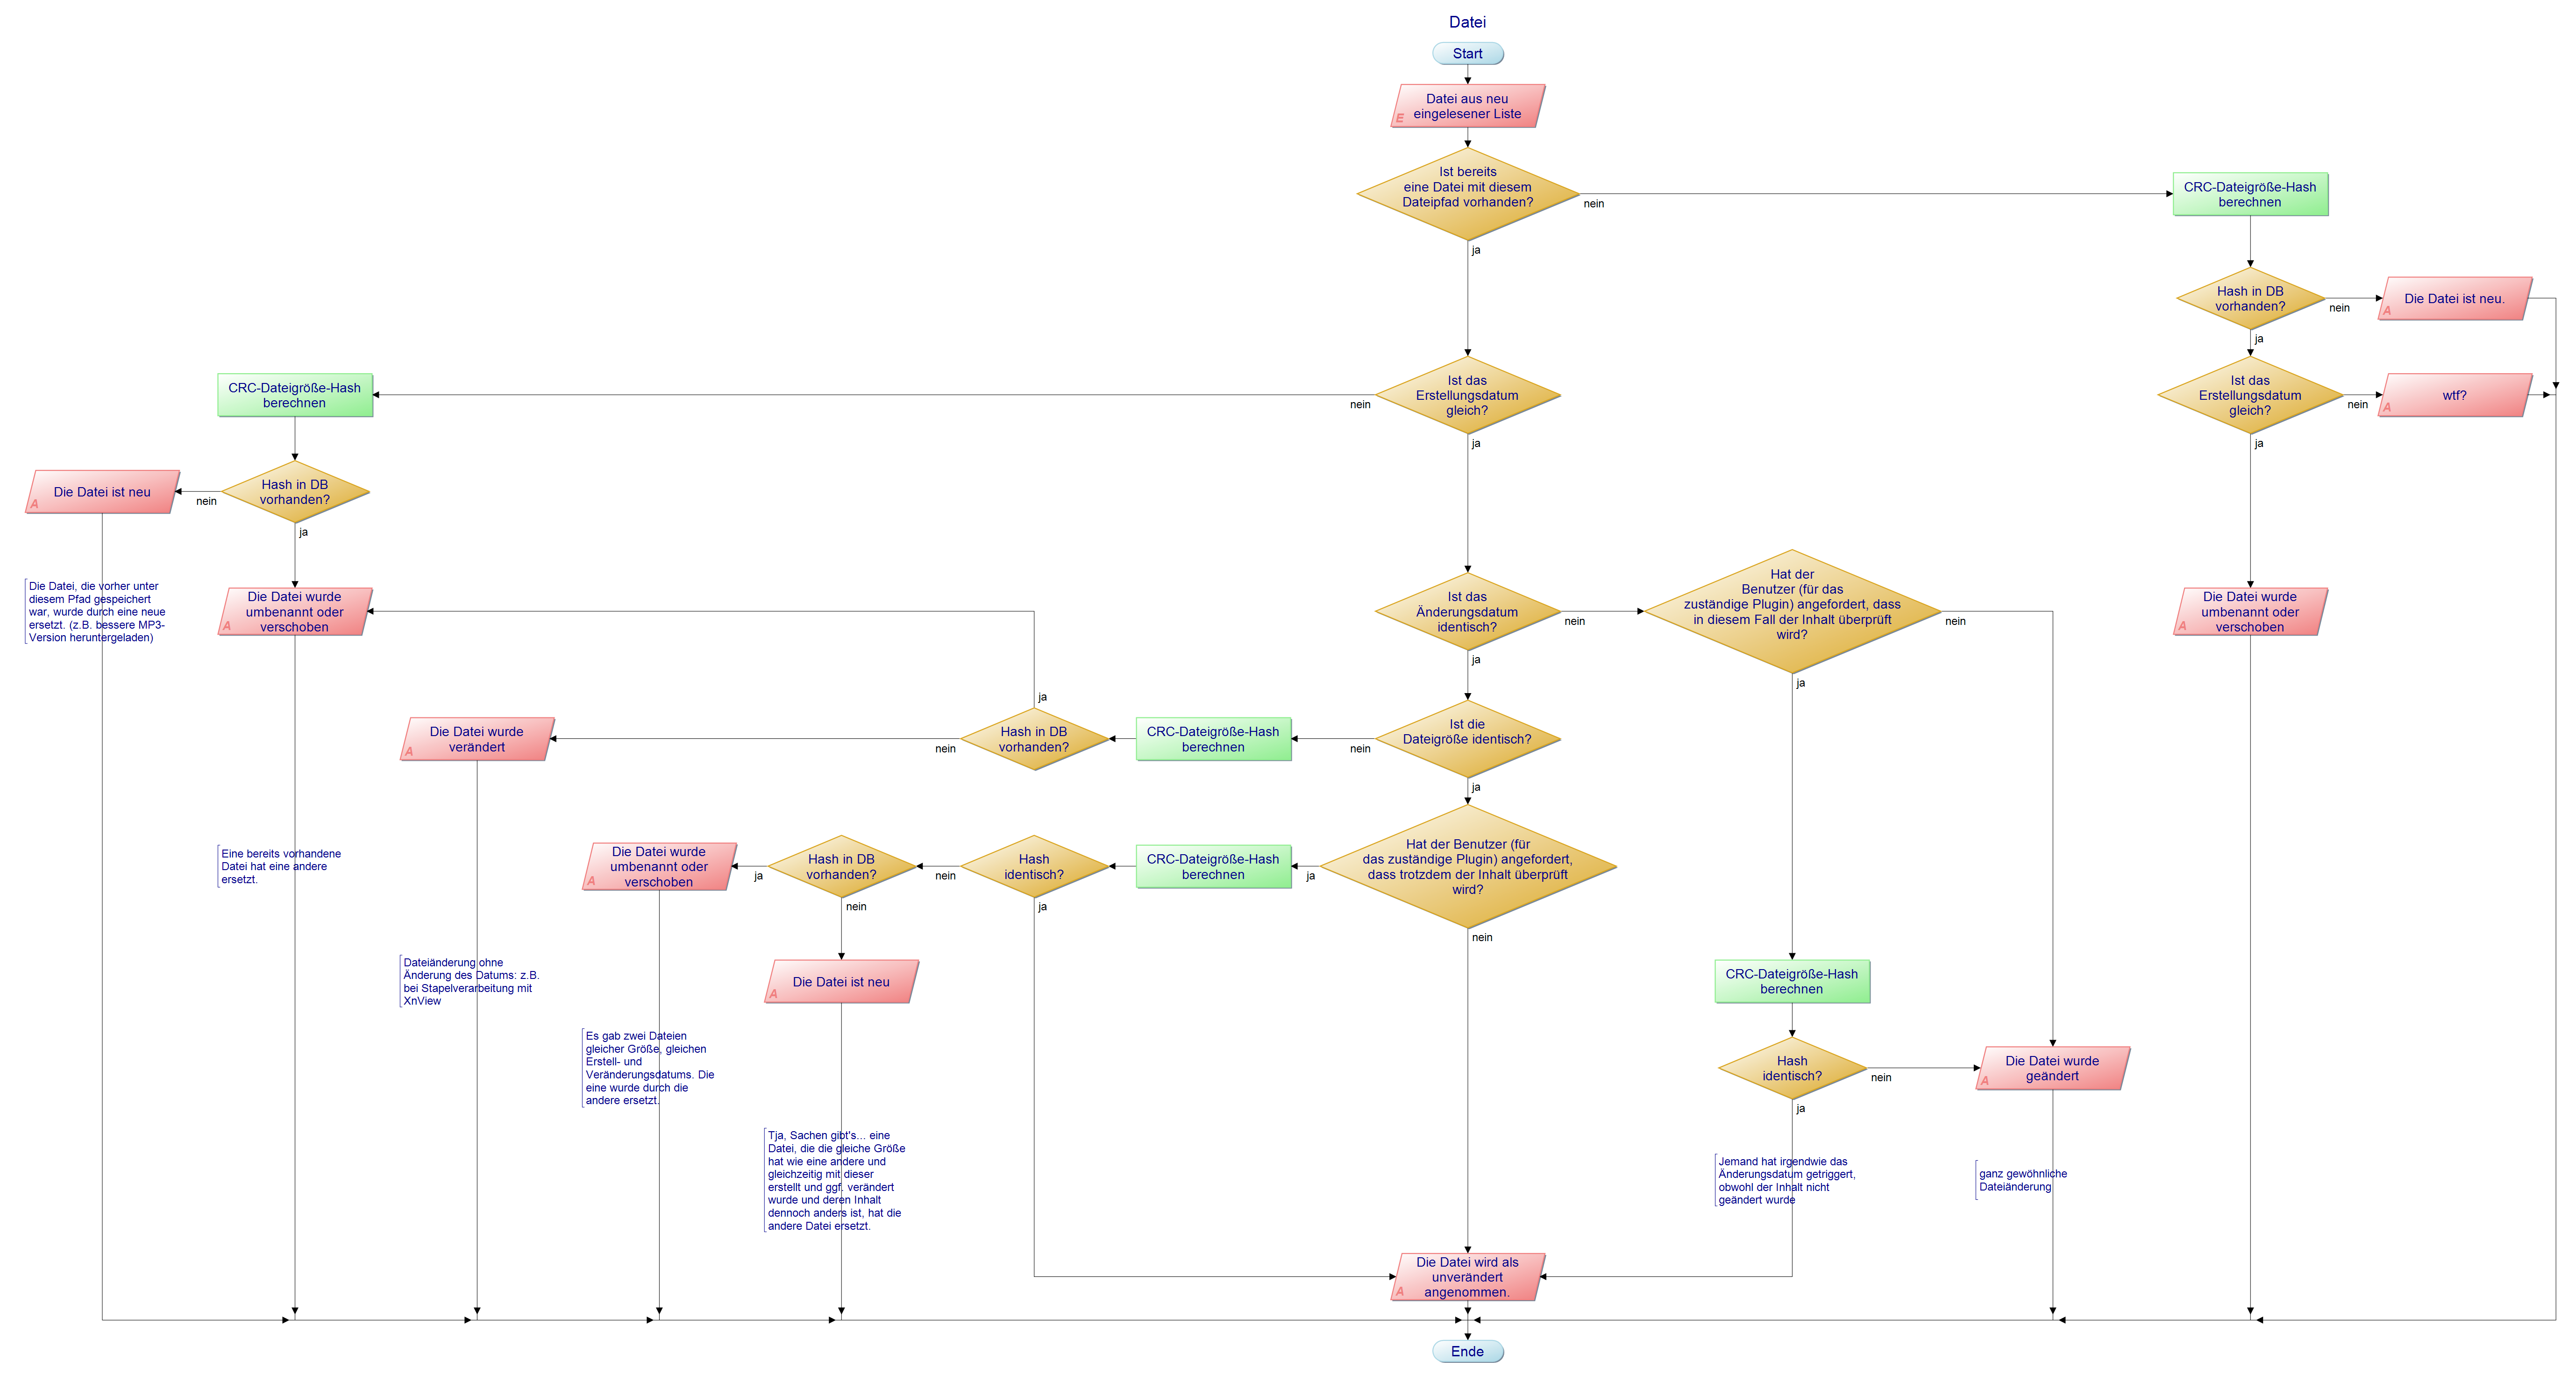 Datei
Start
Datei aus neu
eingelesener Liste
E
Ist bereits
eine Datei mit diesem
Dateipfad vorhanden?
nein
ja
CRC-Dateigröße-Hash
berechnen
Hash in DB
vorhanden?
nein
ja
Die Datei ist neu.
A
Ist das
Erstellungsdatum
gleich?
nein
ja
wtf?
A
Die Datei wurde
umbenannt oder
verschoben
A
Ist das
Erstellungsdatum
gleich?
nein
ja
CRC-Dateigröße-Hash
berechnen
Hash in DB
vorhanden?
nein
ja
Die Datei ist neu
A
Die Datei, die vorher unter
diesem Pfad gespeichert
war, wurde durch eine neue
ersetzt. (z.B. bessere MP3-
Version heruntergeladen)
Die Datei wurde
umbenannt oder
verschoben
A
Eine bereits vorhandene
Datei hat eine andere
ersetzt.
Ist das
Änderungsdatum
identisch?
nein
ja
Hat der
Benutzer (für das
zuständige Plugin) angefordert, dass
in diesem Fall der Inhalt überprüft
wird?
nein
ja
Ist die
Dateigröße identisch?
nein
ja
CRC-Dateigröße-Hash
berechnen
Hash in DB
vorhanden?
ja
nein
Die Datei wurde
verändert
A
Dateiänderung ohne
Änderung des Datums: z.B.
bei Stapelverarbeitung mit
XnView
Hat der Benutzer (für
das zuständige Plugin) angefordert,
dass trotzdem der Inhalt überprüft
wird?
ja
nein
CRC-Dateigröße-Hash
berechnen
Hash
identisch?
nein
ja
Hash in DB
vorhanden?
ja
nein
Die Datei wurde
umbenannt oder
verschoben
A
Es gab zwei Dateien
gleicher Größe, gleichen
Erstell- und
Veränderungsdatums. Die
eine wurde durch die
andere ersetzt.
Die Datei ist neu
A
Tja, Sachen gibt's... eine
Datei, die die gleiche Größe
hat wie eine andere und
gleichzeitig mit dieser
erstellt und ggf. verändert
wurde und deren Inhalt
dennoch anders ist, hat die
andere Datei ersetzt.
CRC-Dateigröße-Hash
berechnen
Hash
identisch?
nein
ja
Die Datei wurde
geändert
A
Jemand hat irgendwie das
Änderungsdatum getriggert,
obwohl der Inhalt nicht
geändert wurde
ganz gewöhnliche
Dateiänderung
Die Datei wird als
unverändert
angenommen.
A
Ende